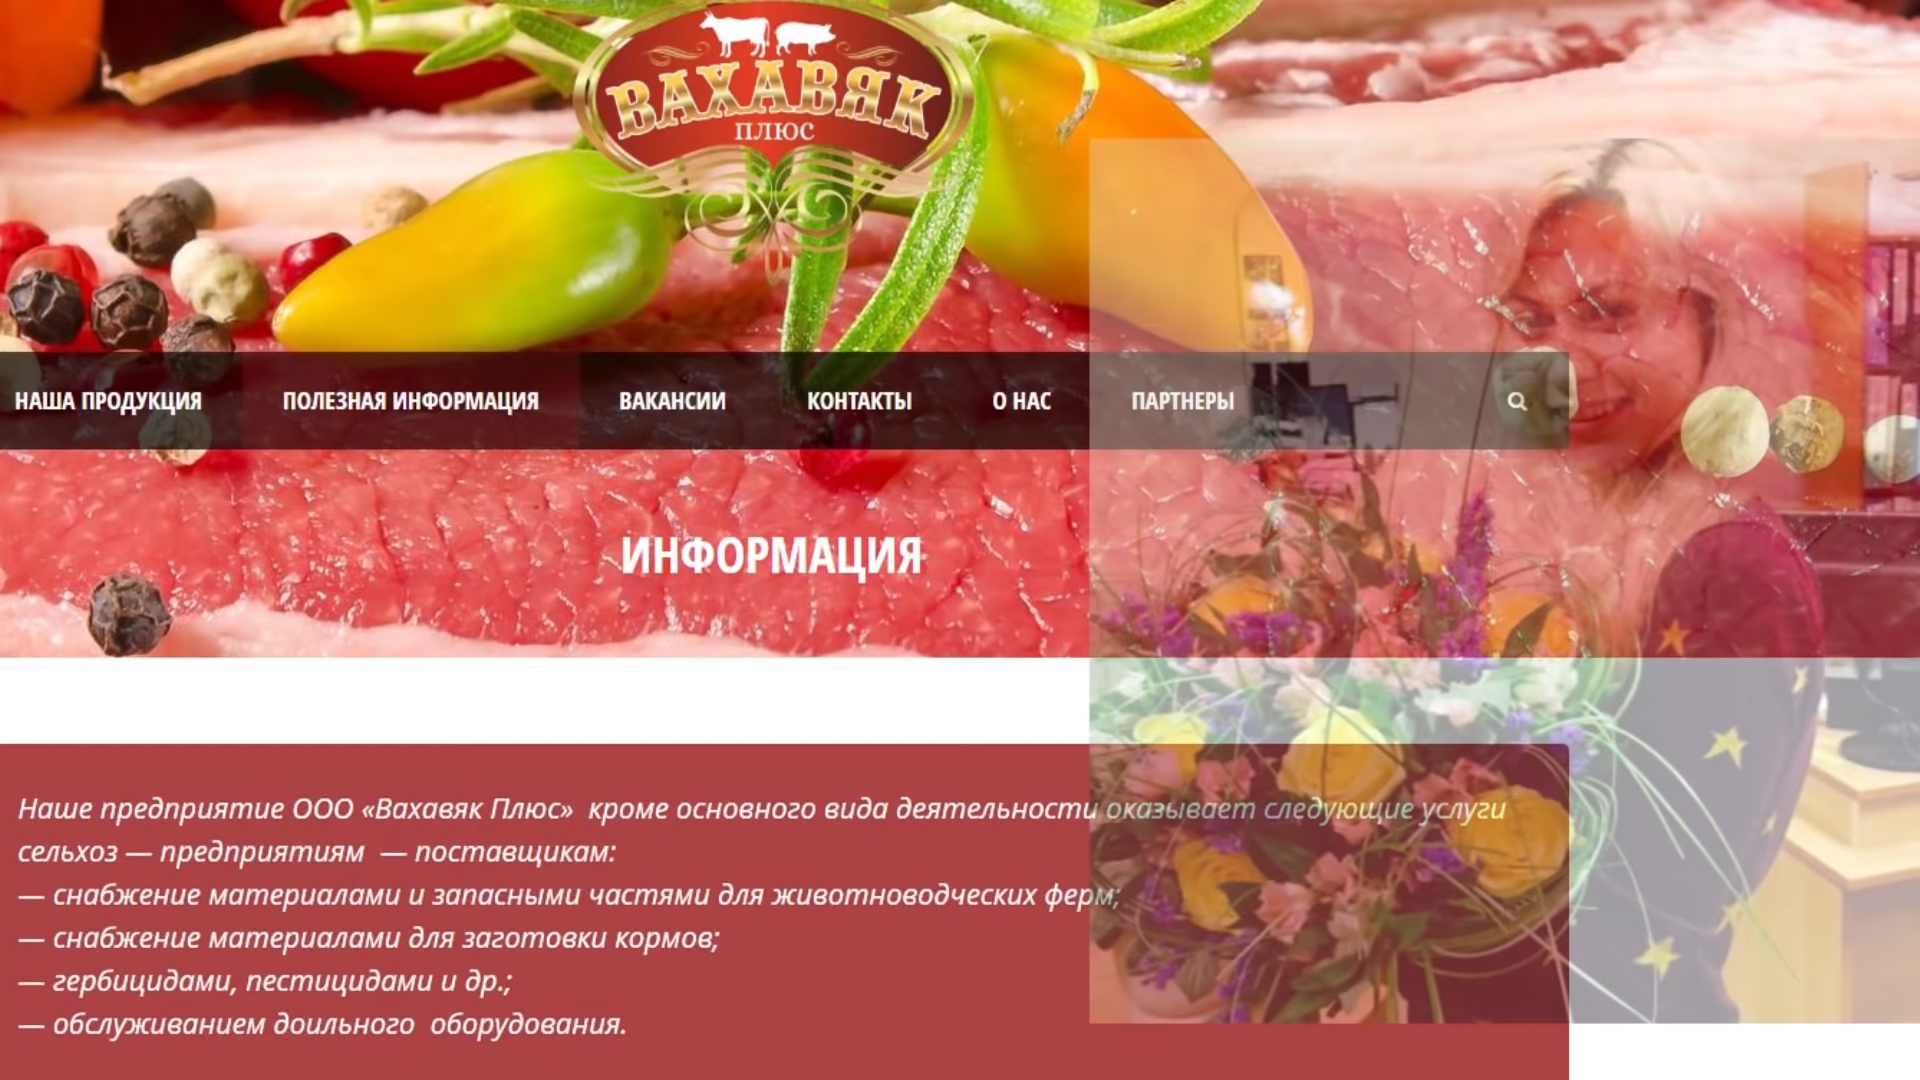 ВАХАВЯК
ПЛЮС
НАША ПРОДУКЦИЯ ПОЛЕЗНАЯ ИНФОРМАЦИЯ ВАКАНСИИ КОНТАКТЫ О НАС ПАРТНЕРЫ
ИНФОРМАЦИЯ
Наше предприятие ООО «Вахавяк Плюс» кроме основного вида деятельности оказывает следующие услуги
сельхоз — предприятиям — поставщикам:
— снабжение материалами и запасными частями для животноводческих ферм;
— снабжение материалами для заготовки кормов;
— гербицидами, пестицидами и др.;
— обслуживанием доильного оборудования.